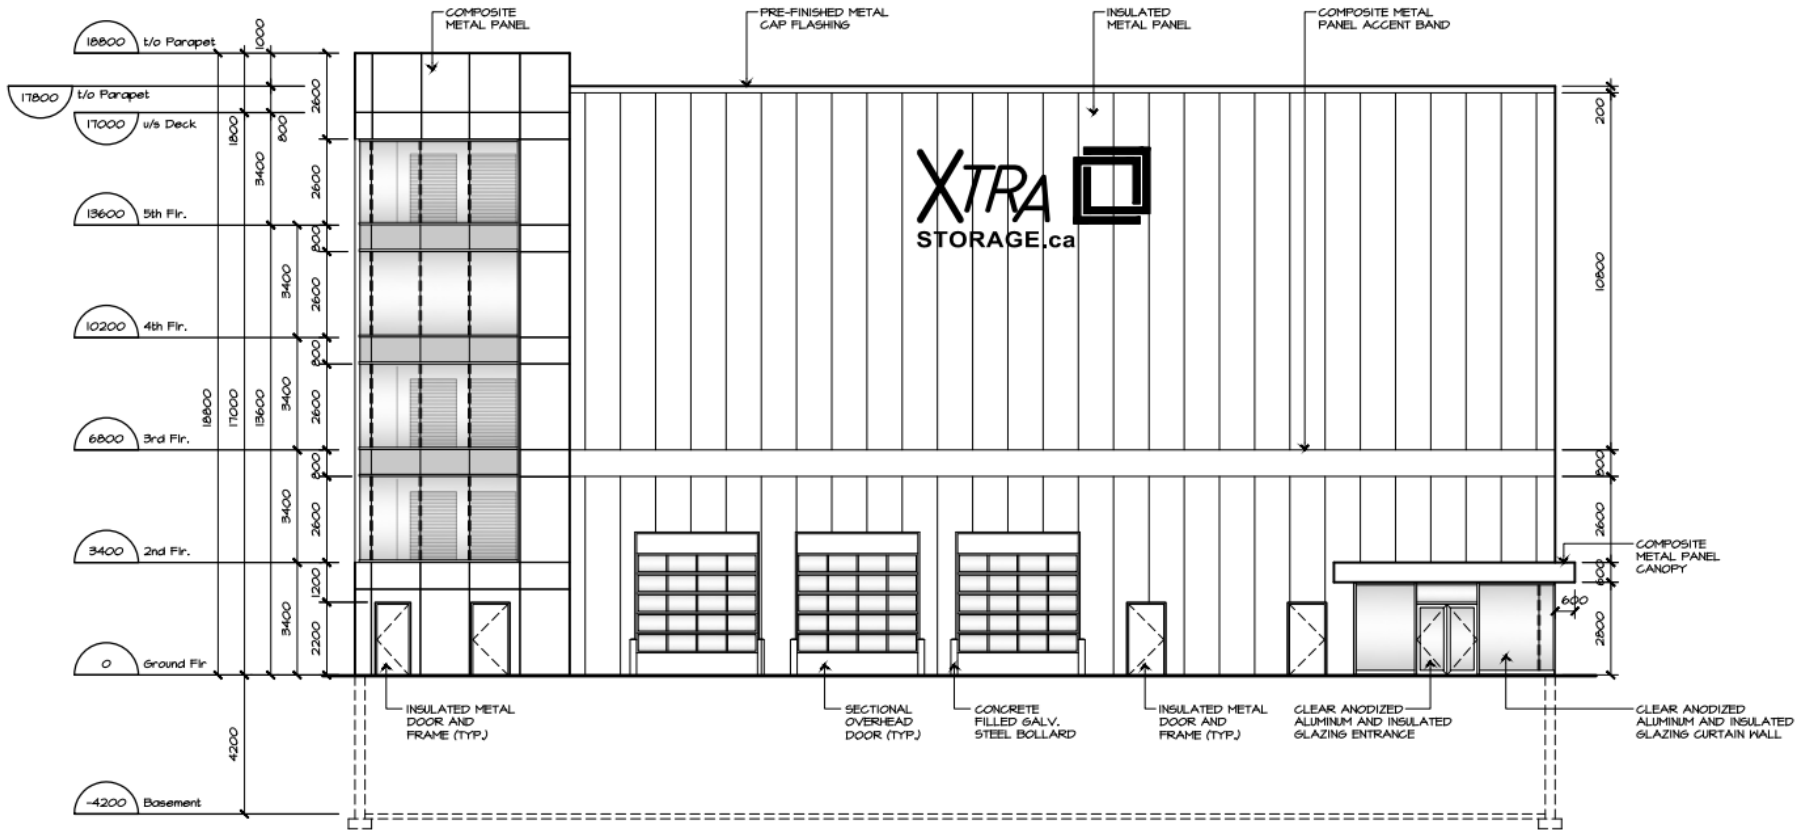 COMPOSITE
METAL PANEL
PRE-FINISHED METAL
CAP FLASHING
INSULATED
METAL PANEL
COMPOSITE METAL
PANEL ACCENT BAND
18800 t/o Parapet
17800 t/o Parapet
17000 u/s Deck
13600 5th Flr.
10200 4th Flr.
6800 3rd Flr.
3400 2nd Flr.
0 Ground Flr
-4200 Basement
18800
17000
1800
4200
1000
800
3400
13600
3400
3400
3400
3400
2600
2600
800
2600
800
2600
800
2600
1200
2200
XTRA
STORAGE.ca
200
10800
800
2600
600
2800
600
COMPOSITE
METAL PANEL
CANOPY
INSULATED METAL
DOOR AND
FRAME (TYP.)
SECTIONAL
OVERHEAD
DOOR (TYP.)
CONCRETE
FILLED GALV.
STEEL BOLLARD
INSULATED METAL
DOOR AND
FRAME (TYP.)
CLEAR ANODIZED
ALUMINUM AND INSULATED
GLAZING ENTRANCE
CLEAR ANODIZED
ALUMINUM AND INSULATED
GLAZING CURTAIN WALL